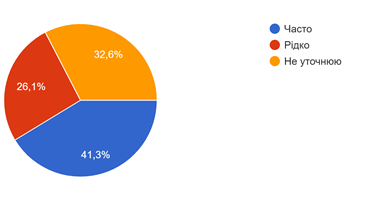 Часто
Рідко
Не уточнюю
32,6%
26,1%
41,3%